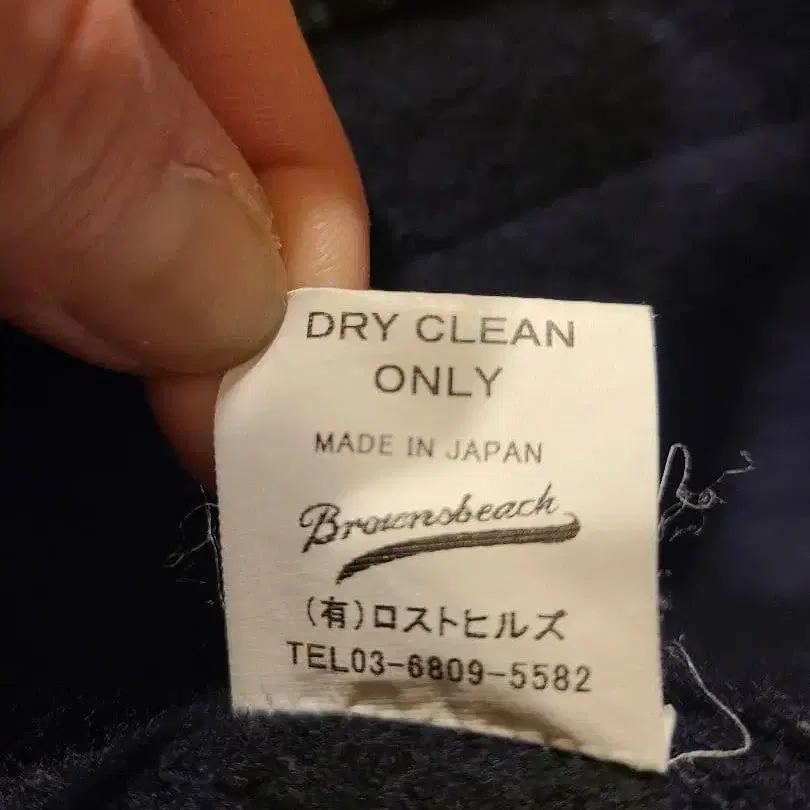 DRY CLEAN
ONLY
MADE IN JAPAN
Brownsbeach
(有)ロストヒルズ
TEL03-6809-5582